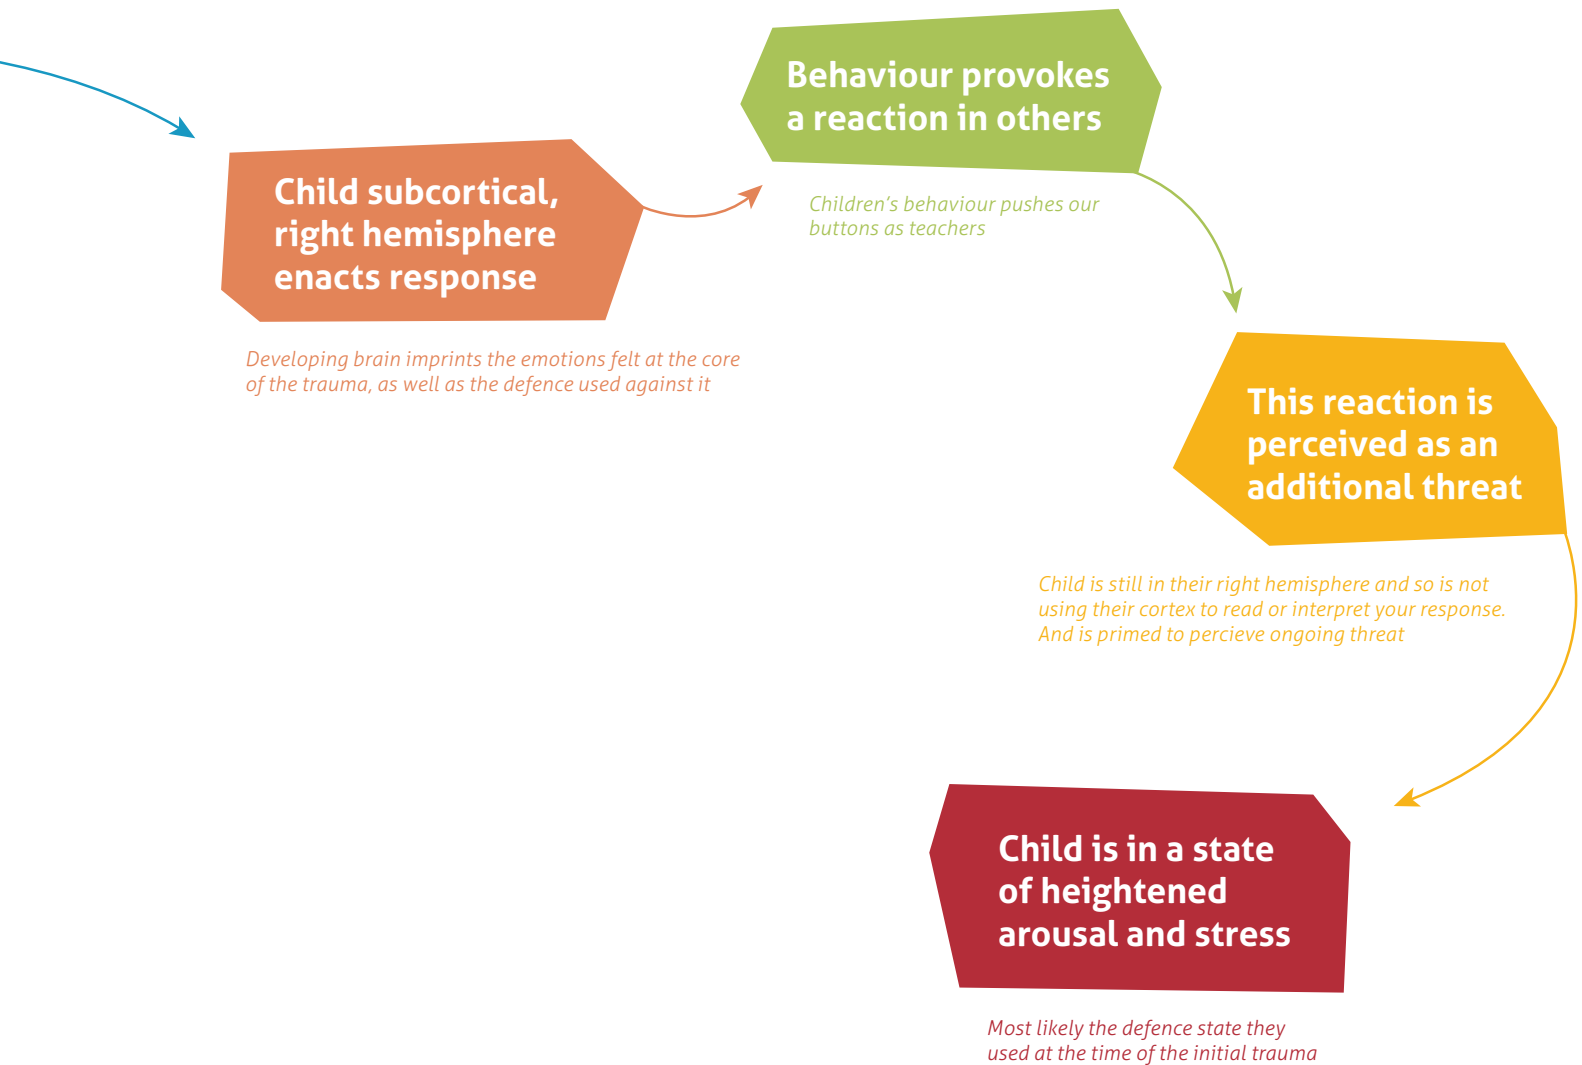 Child subcortical,
right hemisphere
enacts response
Developing brain imprints the emotions felt at the core
of the trauma, as well as the defence used against it
Behaviour provokes
a reaction in others
Children's behaviour pushes our
buttons as teachers
This reaction is
perceived as an
additional threat
Child is still in their right hemisphere and so is not
using their cortex to read or interpret your response.
And is primed to percieve ongoing threat
Child is in a state
of heightened
arousal and stress
Most likely the defence state they
used at the time of the initial trauma